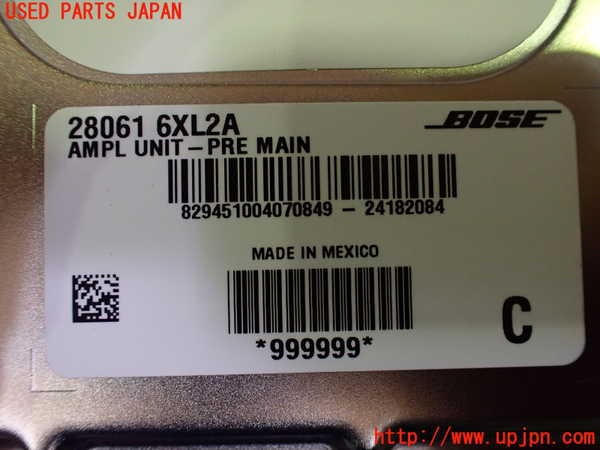 USED PARTS JAPAN
28061 6XL2A
BOSE
AMPL UNIT-PRE MAIN
829451004070849 - 24182084
MADE IN MEXICO
C
*999999*
http://www.upjpn.com/